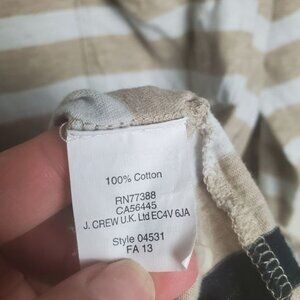 100% Cotton
RN77388
CA56445
J. CREW U.K. Ltd EC4V 6JA
Style 04531
FA 13